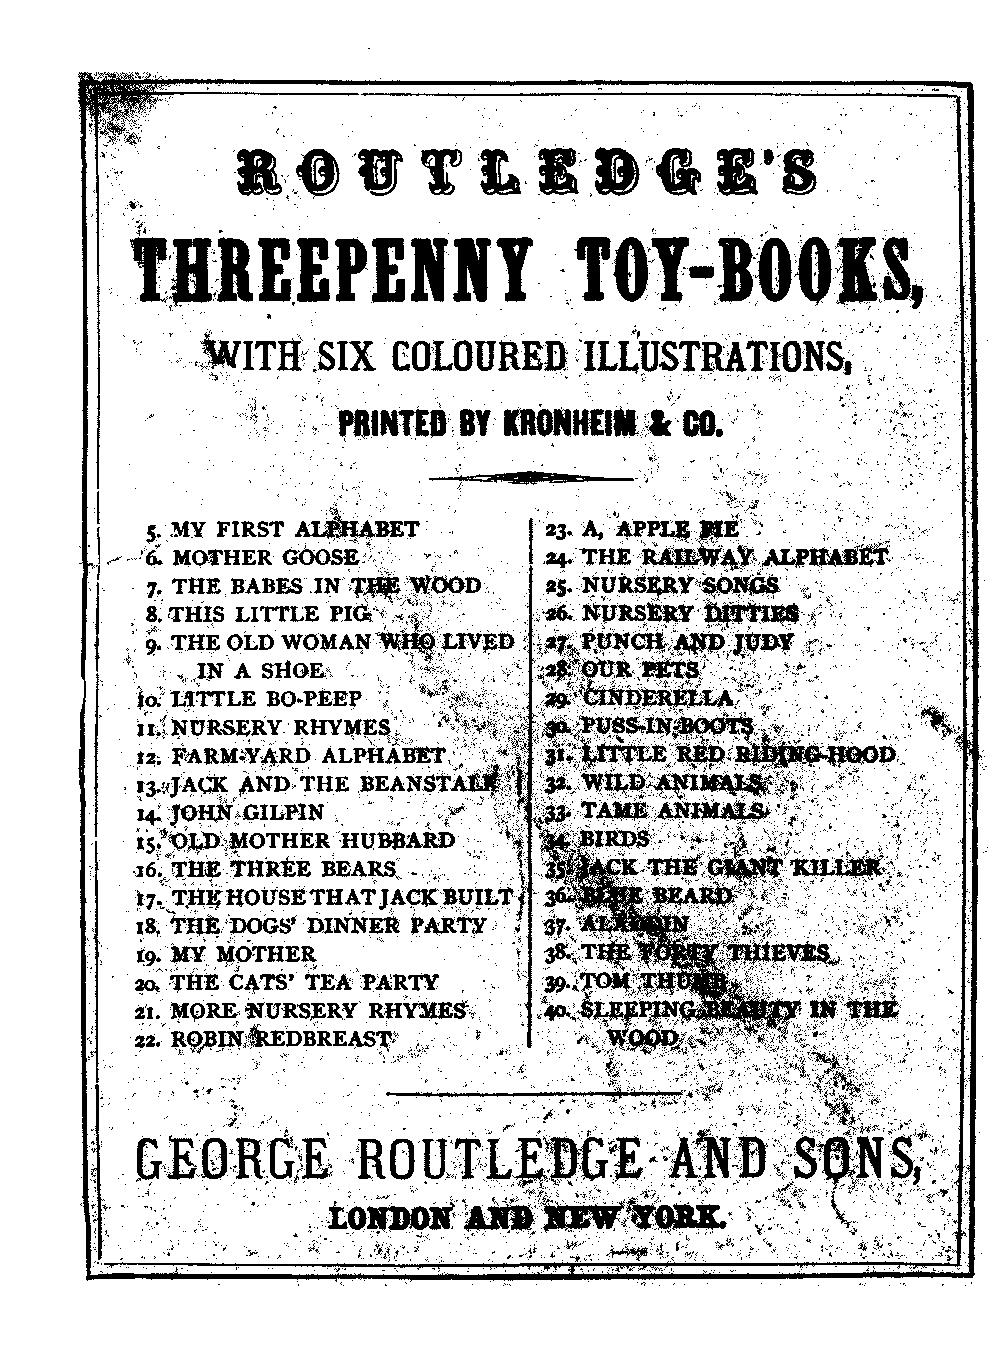 ROUTLEDGE'S
THREEPENNY TOY-BOOKS,
WITH SIX COLOURED ILLUSTRATIONS,
PRINTED BY KRONHEIM & CO.
5. MY FIRST ALPHABET
6. MOTHER GOOSE
7. THE BABES IN THE WOOD
8. THIS LITTLE PIG
9. THE OLD WOMAN WHO LIVED
IN A SHOE
10. LITTLE BO-PEEP
11. NURSERY RHYMES
12. FARM-YARD ALPHABET
13. JACK AND THE BEANSTALK
14. JOHN GILPIN
15. OLD MOTHER HUBBARD
16. THE THREE BEARS
17. THE HOUSE THAT JACK BUILT
18. THE DOGS' DINNER PARTY
19. MY MOTHER
20. THE CATS' TEA PARTY
21. MORE NURSERY RHYMES
22. ROBIN REDBREAST
23. A, APPLE PIE
24. THE RAILWAY ALPHABET
25. NURSERY SONGS
26. NURSERY DITTIES
27. PUNCH AND JUDY
28. OUR PETS
29. CINDERELLA
30. PUSS-IN-BOOTS
31. LITTLE RED RIDING-HOOD
32. WILD ANIMALS
33. TAME ANIMALS
34. BIRDS
35. JACK THE GIANT KILLER
36. BLUE BEARD
37. ALADDIN
38. THE FORTY THIEVES
39. TOM THUMB
40. SLEEPING BEAUTY IN THE
WOOD
GEORGE ROUTLEDGE AND SONS,
LONDON AND NEW YORK.